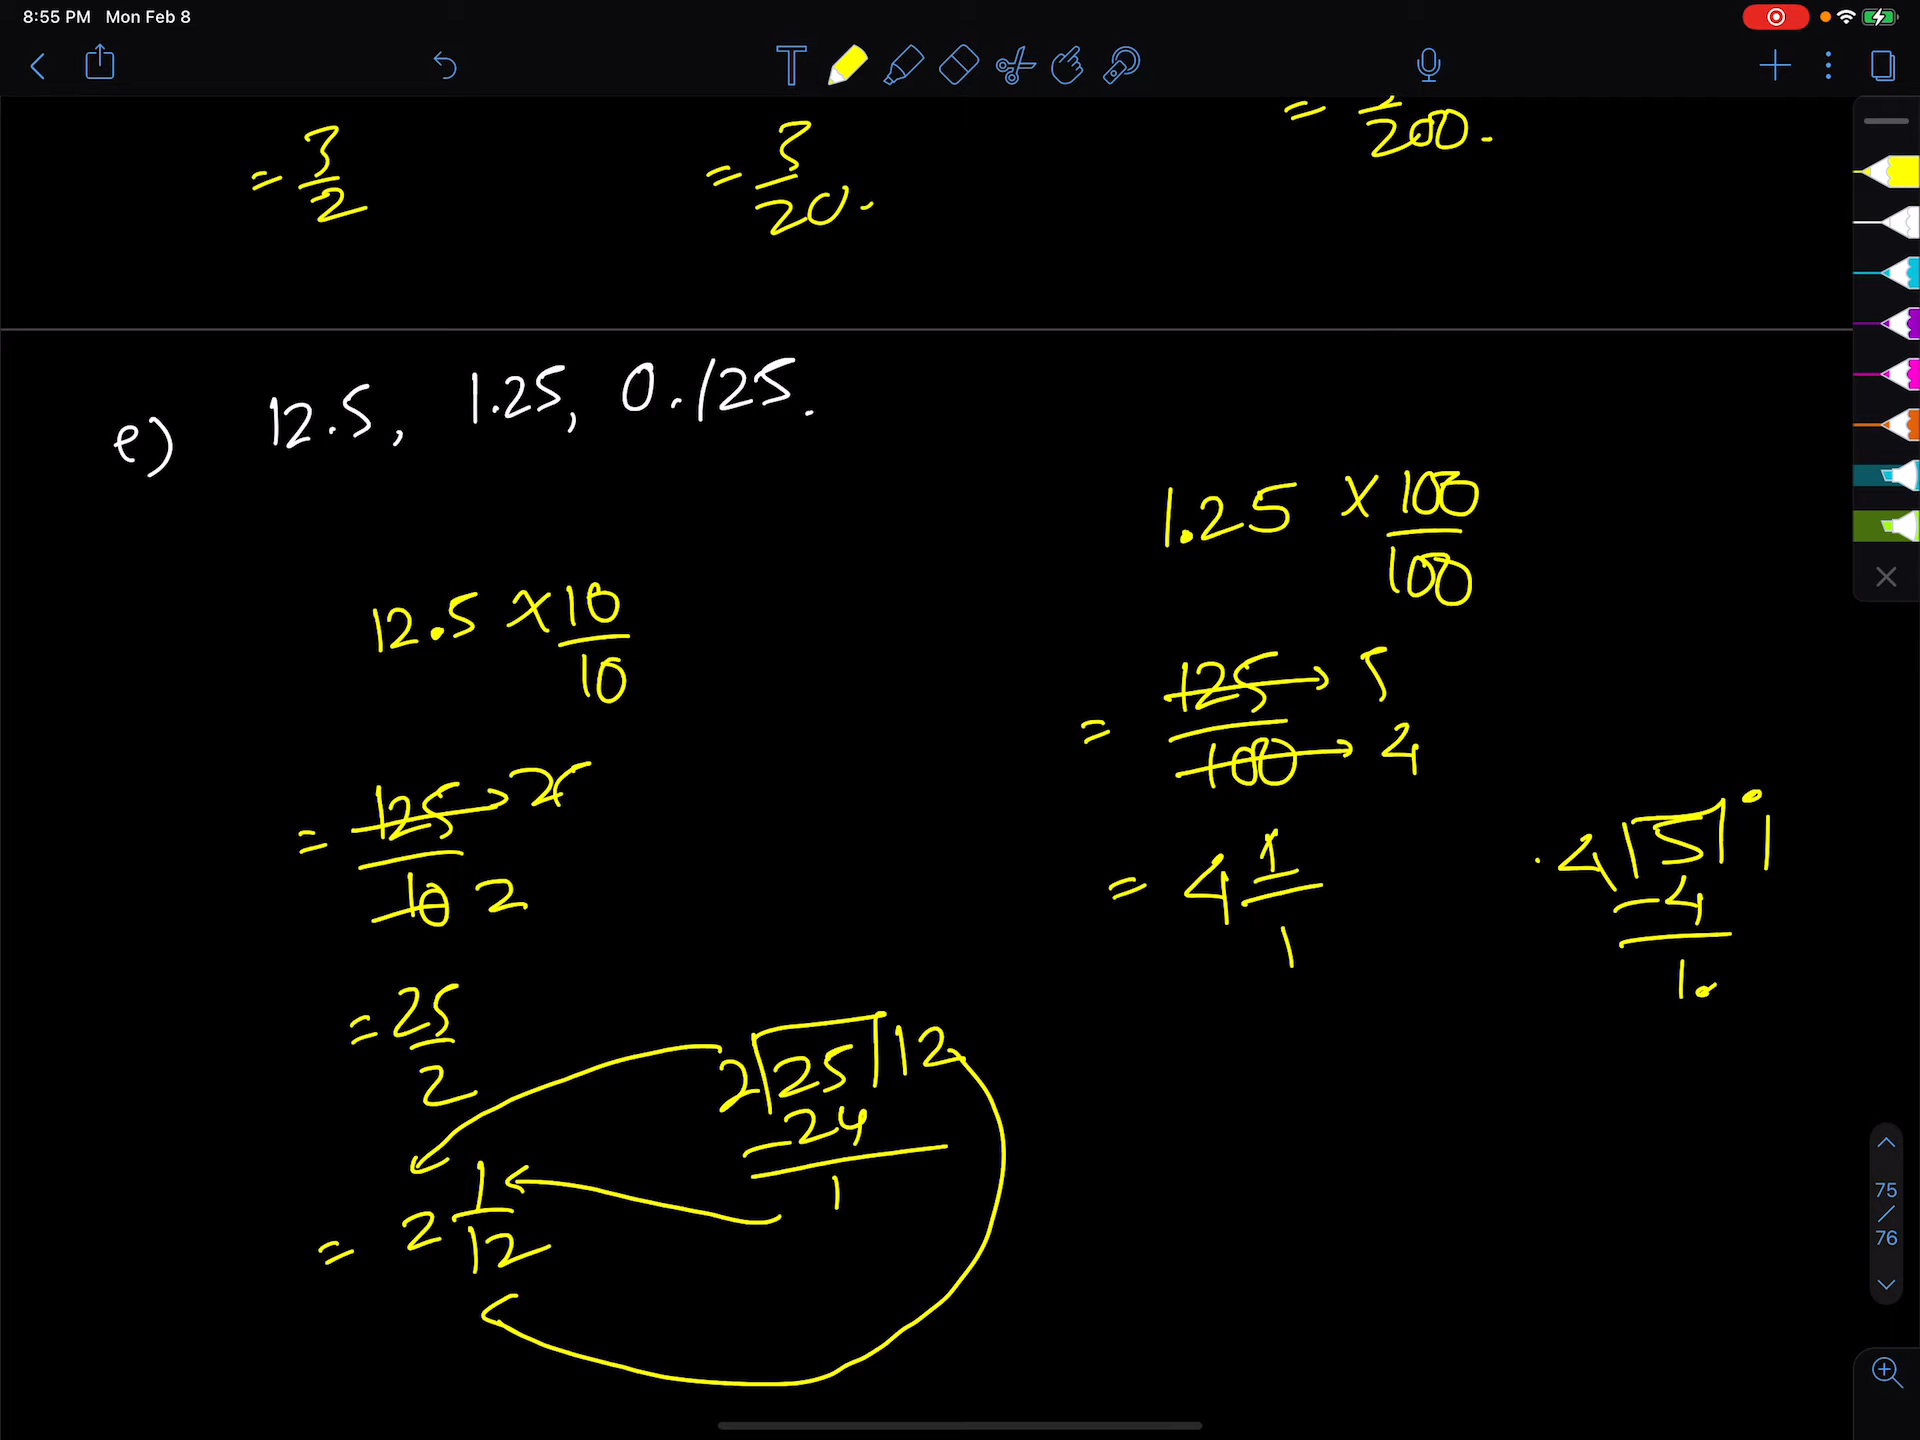 8:55 PM Mon Feb 8
= 3/2
= 3/20.
= 1/200.
e) 12.5, 1.25, 0.125.
12.5 × 10/10
= 125/10 → 25/2
= 25/2
2 25 12
-24
1
= 2 1/12
1.25 × 100/100
= 125/100 → 5/4
= 4 1/1
4 5 1
-4
1.
75
/
76